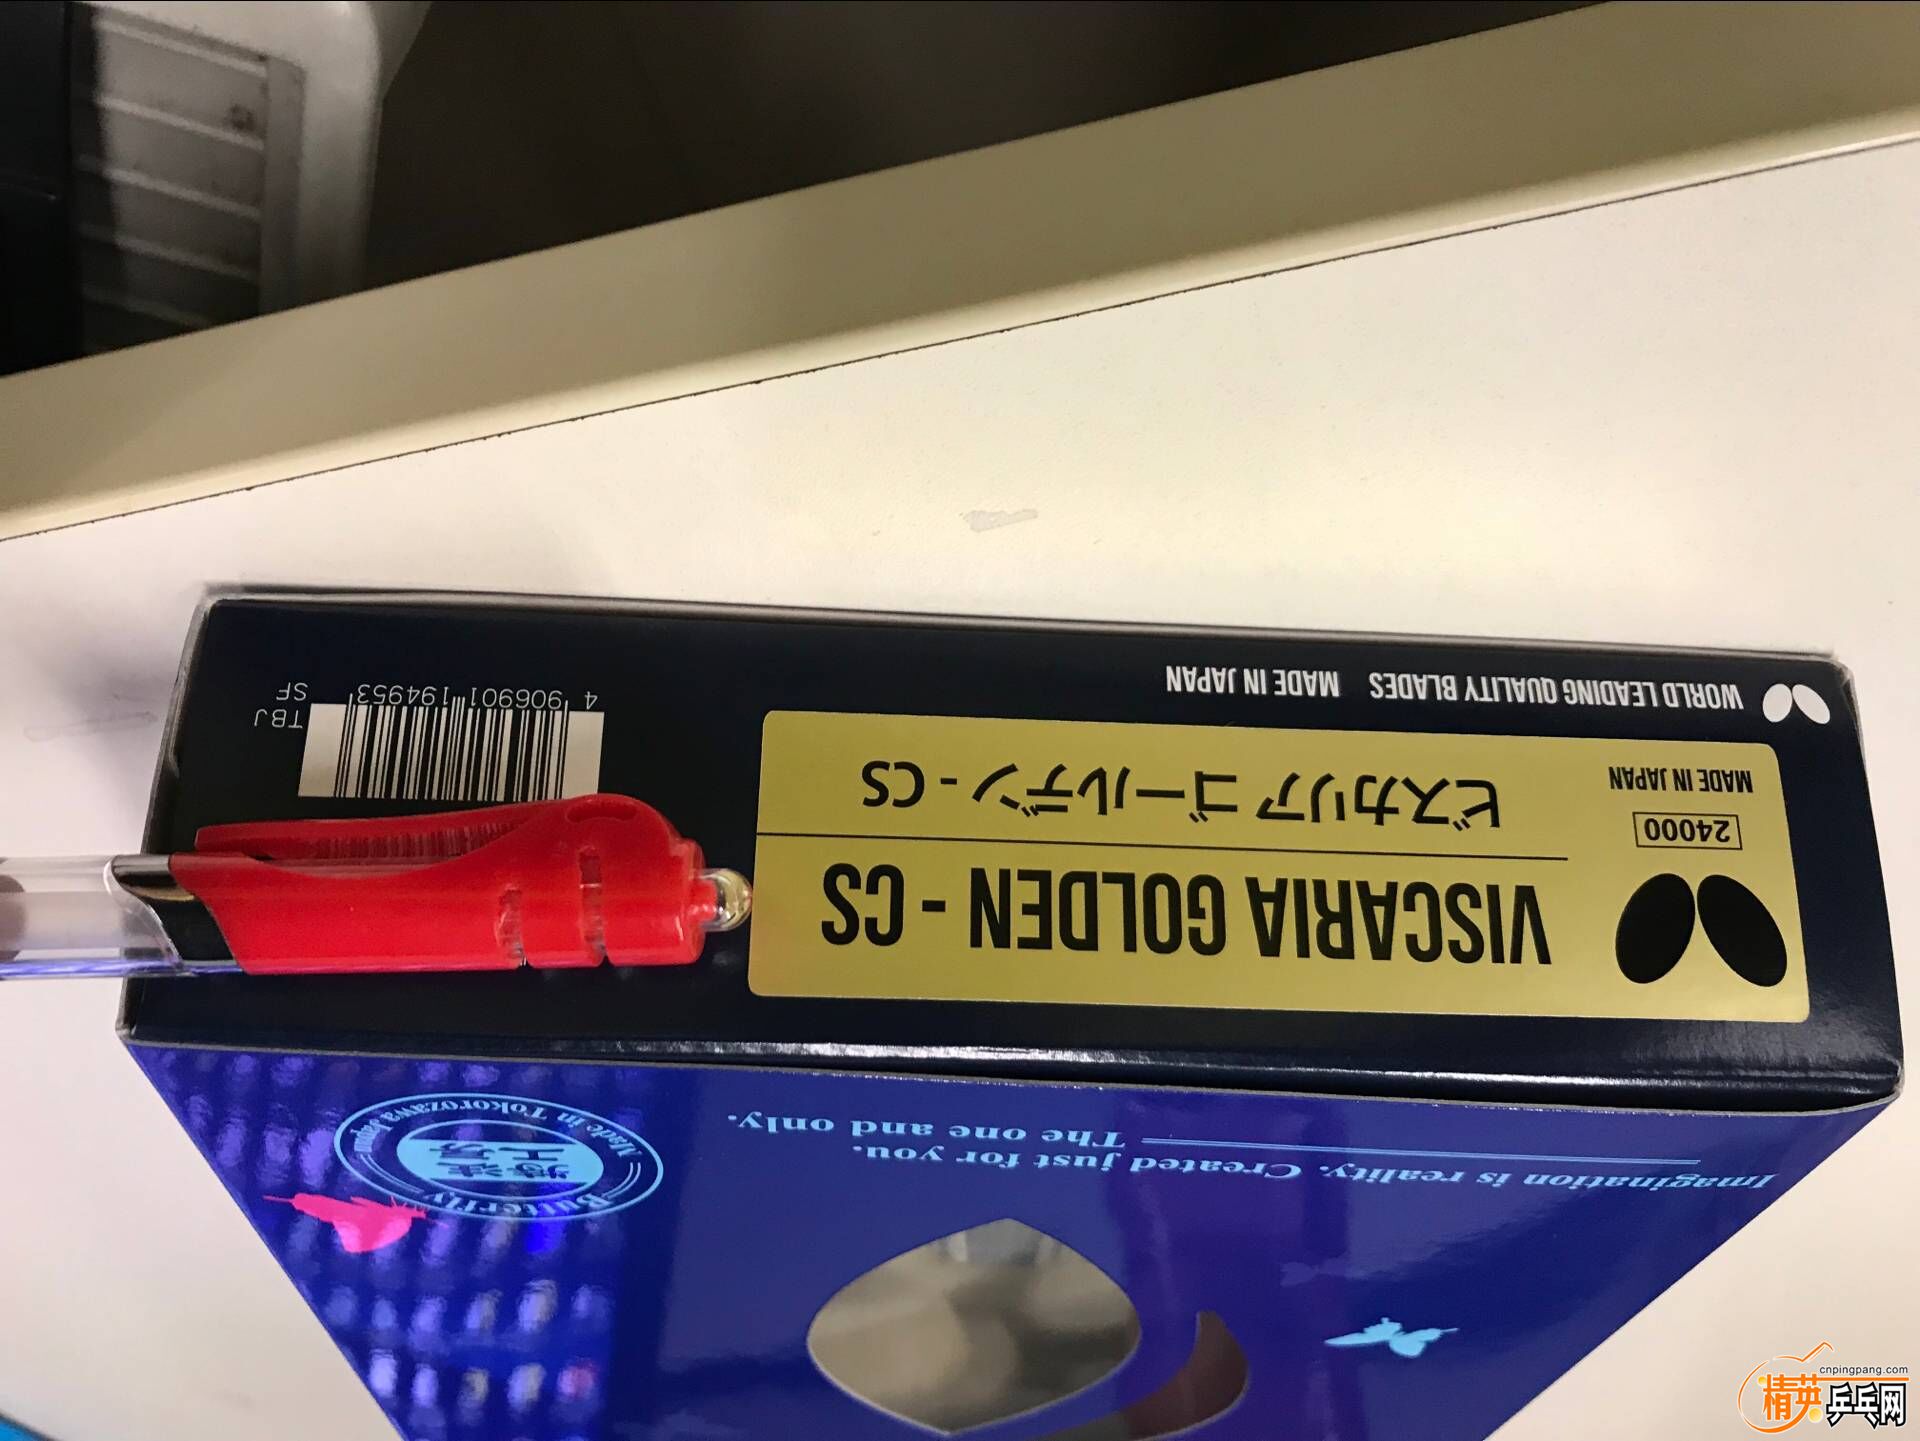 WORLD LEADING QUALITY BLADES MADE IN JAPAN
24000
MADE IN JAPAN
VISCARIA GOLDEN - CS
ビスカリア ゴールデン - CS
4 906901 194953
TBJ
SF
Imagination is reality. Created just for you.
The one and only.
Butterfly
Made in Tokorozawa Japan
cnpingpang.com
精英乒乓网